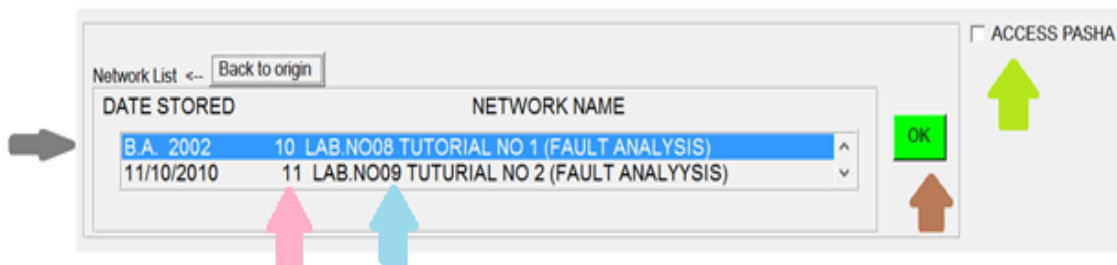 ACCESS PASHA
Network List <-- Back to origin
DATE STORED NETWORK NAME
B.A. 2002 10 LAB.NO08 TUTORIAL NO 1 (FAULT ANALYSIS)
11/10/2010 11 LAB.NO09 TUTURIAL NO 2 (FAULT ANALYYSIS)
OK